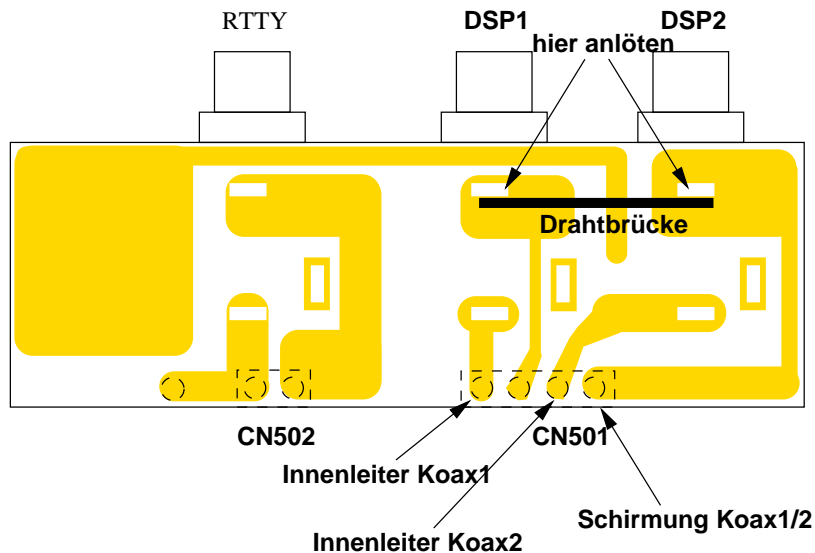 RTTY
DSP1
DSP2
hier anlöten
Drahtbrücke
CN502
CN501
Innenleiter Koax1
Schirmung Koax1/2
Innenleiter Koax2